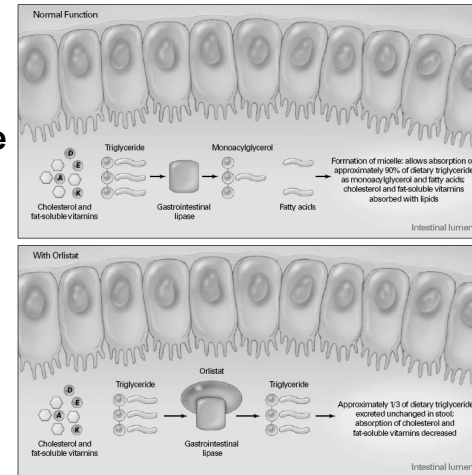 e
Normal Function
D
E
A
K
Cholesterol and
fat-soluble vitamins
Triglyceride
Gastrointestinal
lipase
Monoacylglycerol
Fatty acids
Formation of micelle: allows absorption o
approximately 90% of dietary triglyceride
as monoacylglycerol and fatty acids;
cholesterol and fat-soluble vitamins
absorbed with lipids
Intestinal lumen
With Orlistat
D
E
A
K
Cholesterol and
fat-soluble vitamins
Triglyceride
Orlistat
Gastrointestinal
lipase
Triglyceride
Approximately 1/3 of dietary triglyceride
excreted unchanged in stool;
absorption of cholesterol and
fat-soluble vitamins decreased
Intestinal lumen